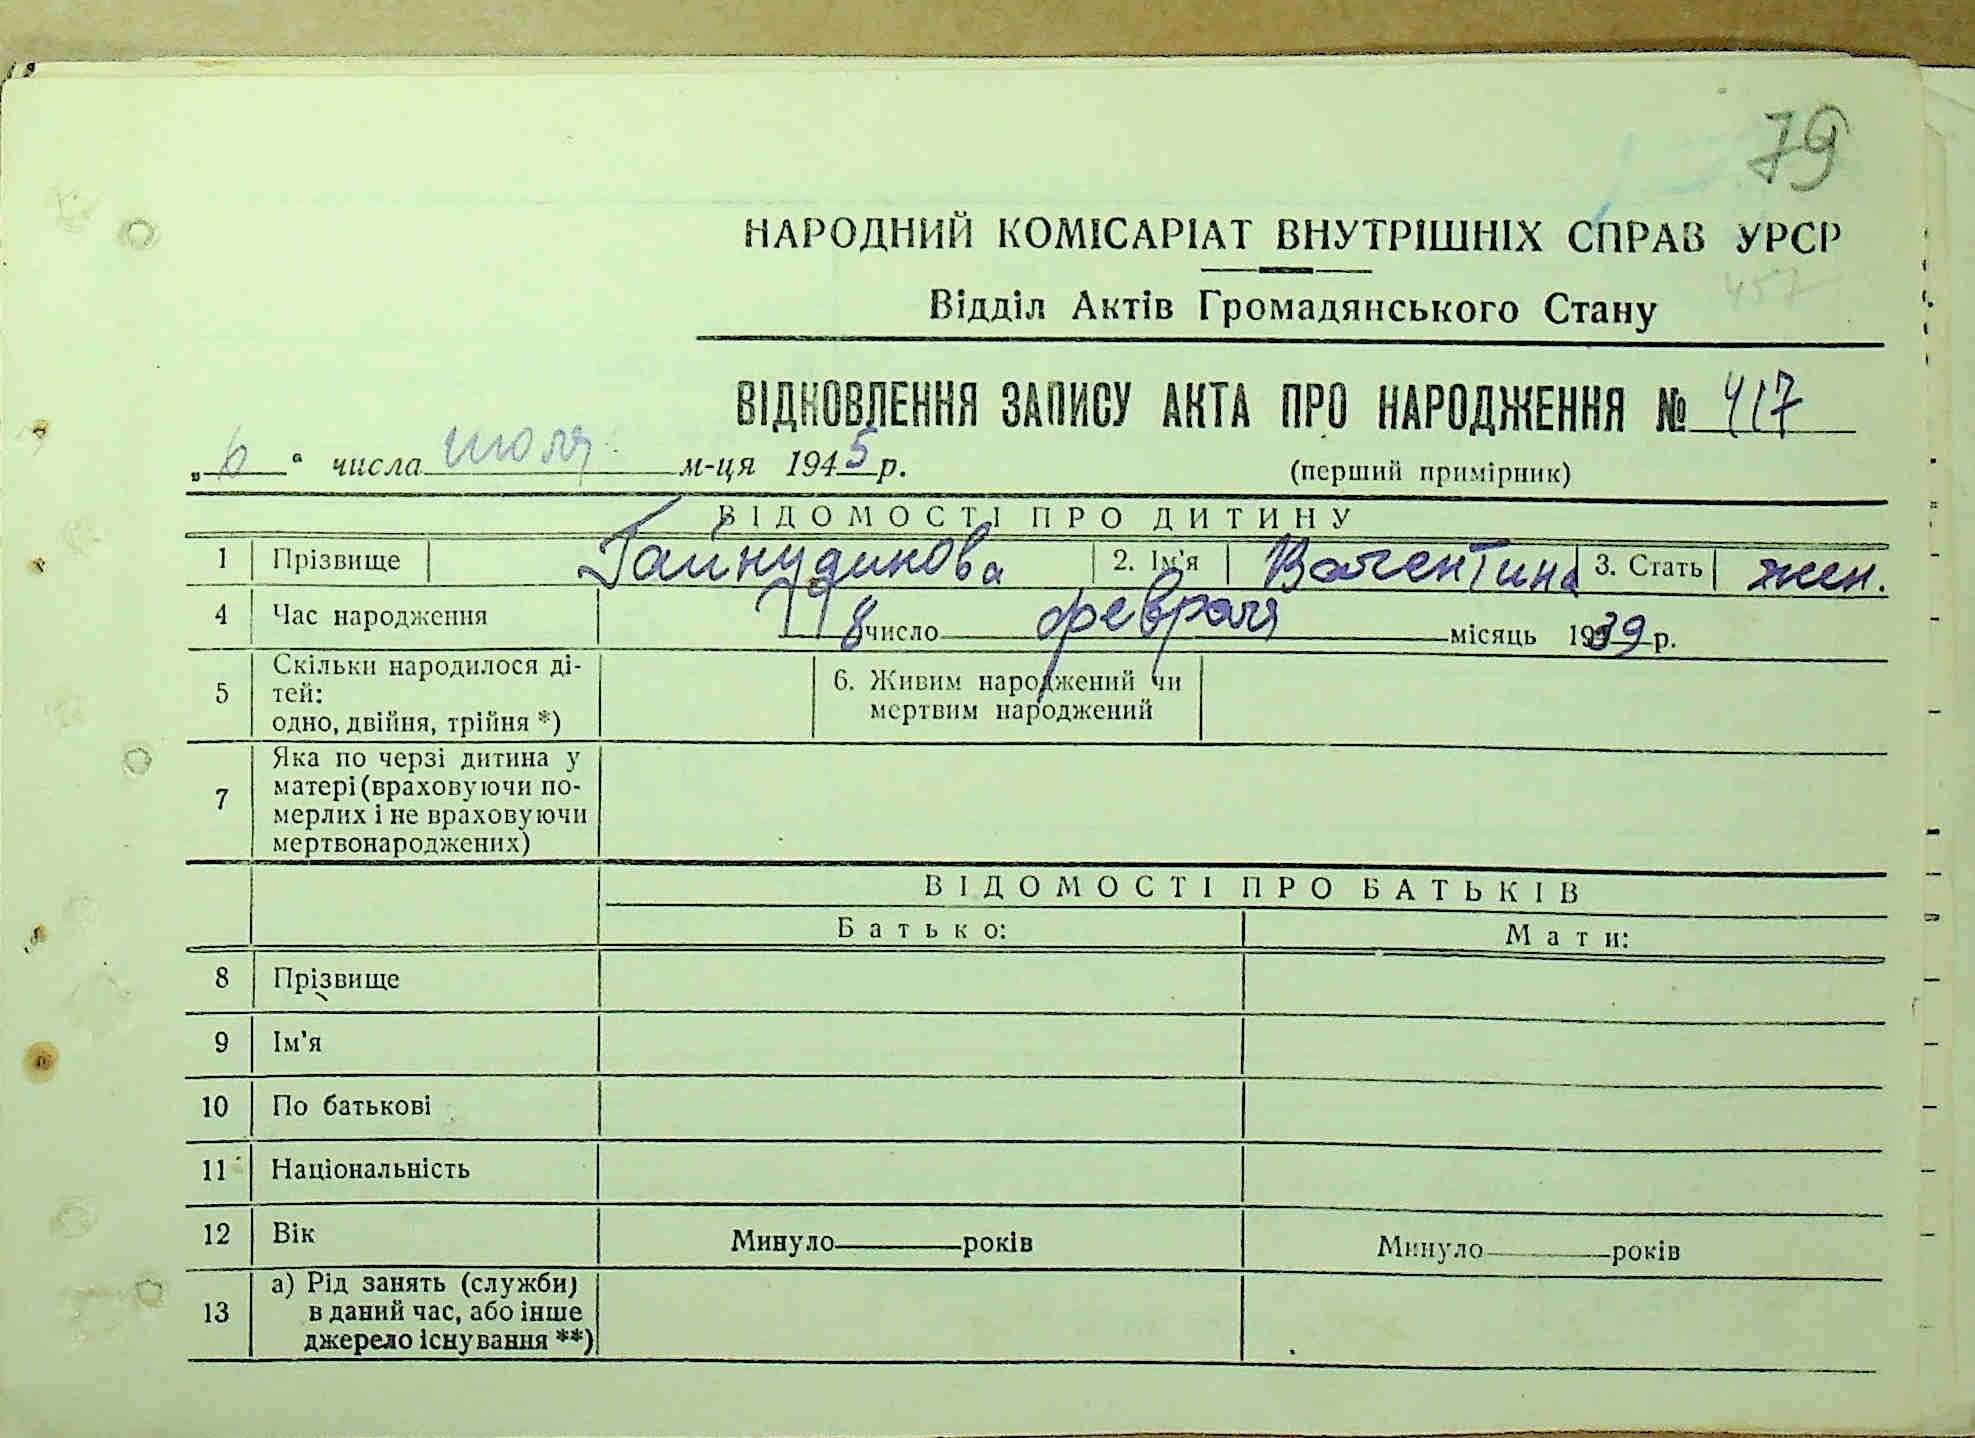 79
НАРОДНИЙ КОМІСАРІАТ ВНУТРІШНІХ СПРАВ УРСР
457
Відділ Актів Громадянського Стану
ВІДНОВЛЕННЯ ЗАПИСУ АКТА ПРО НАРОДЖЕННЯ № 417
„6“ числа июля м-ця 1945 р.
(перший примірник)
ВІДОМОСТІ ПРО ДИТИНУ
1 Прізвище Гайнудинова 2. Ім'я Валентина 3. Стать жен.
4 Час народження 8 число февраля місяць 1939 р.
5 Скільки народилося ді-
тей:
одно, двійня, трійня *)
6. Живим народжений чи
мертвим народжений
7 Яка по черзі дитина у
матері (враховуючи по-
мерлих і не враховуючи
мертвонароджених)
ВІДОМОСТІ ПРО БАТЬКІВ
Батько: Мати:
8 Прізвище
9 Ім'я
10 По батькові
11 Національність
12 Вік Минуло років Минуло років
13 а) Рід занять (служби)
в даний час, або інше
джерело існування **)